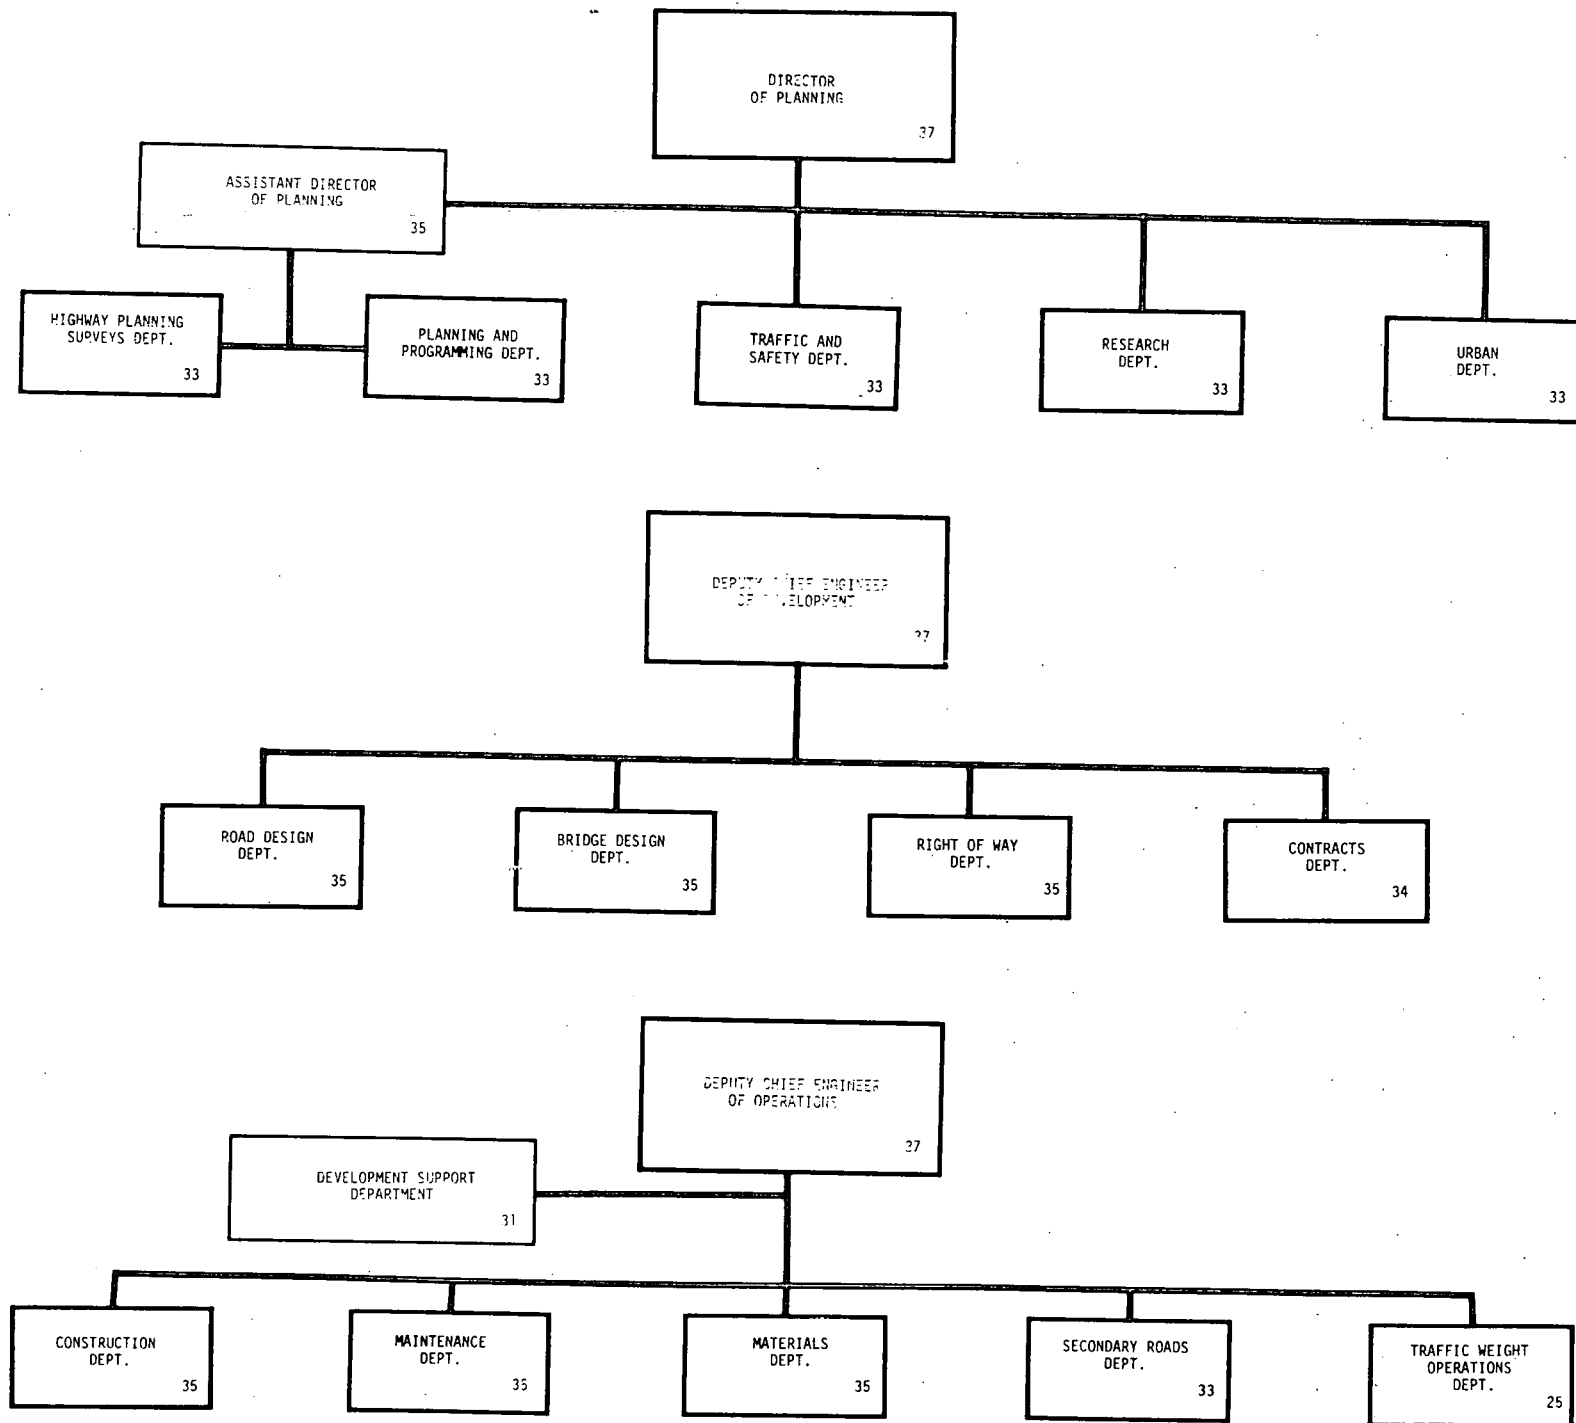 DIRECTOR
OF PLANNING
37
ASSISTANT DIRECTOR
OF PLANNING
35
HIGHWAY PLANNING
SURVEYS DEPT.
33
PLANNING AND
PROGRAMMING DEPT.
33
TRAFFIC AND
SAFETY DEPT.
33
RESEARCH
DEPT.
33
URBAN
DEPT.
33
DEPUTY CHIEF ENGINEER
OF DEVELOPMENT
37
ROAD DESIGN
DEPT.
35
BRIDGE DESIGN
DEPT.
35
RIGHT OF WAY
DEPT.
35
CONTRACTS
DEPT.
34
DEPUTY CHIEF ENGINEER
OF OPERATIONS
37
DEVELOPMENT SUPPORT
DEPARTMENT
31
CONSTRUCTION
DEPT.
35
MAINTENANCE
DEPT.
35
MATERIALS
DEPT.
35
SECONDARY ROADS
DEPT.
33
TRAFFIC WEIGHT
OPERATIONS
DEPT.
25